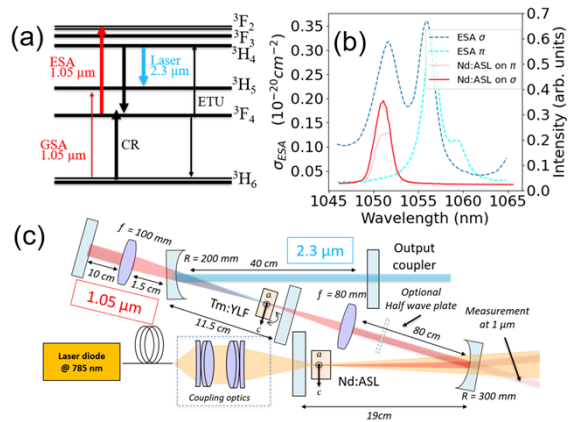 (a)
³F₂
³F₃
³H₄
ESA
1.05 µm
Laser
2.3 µm
³H₅
ETU
³F₄
GSA
1.05 µm
CR
³H₆
(b)
σESA (10⁻²⁰cm⁻²)
0.35
0.30
0.25
0.20
0.15
0.10
0.05
ESA σ
ESA π
Nd:ASL on π
Nd:ASL on σ
0.7
0.6
0.5
0.4
0.3
0.2
0.1
0.0
Intensity (arb. units)
1045 1050 1055 1060 1065
Wavelength (nm)
(c)
f = 100 mm
R = 200 mm
40 cm
2.3 µm
Output
coupler
10 cm
1.5 cm
1.05 µm
Tm:YLF
a
c
11.5 cm
f = 80 mm
Optional
Half wave plate
80 cm
Measurement
at 1 µm
Laser diode
@ 785 nm
Coupling optics
a
c
Nd:ASL
R = 300 mm
19cm